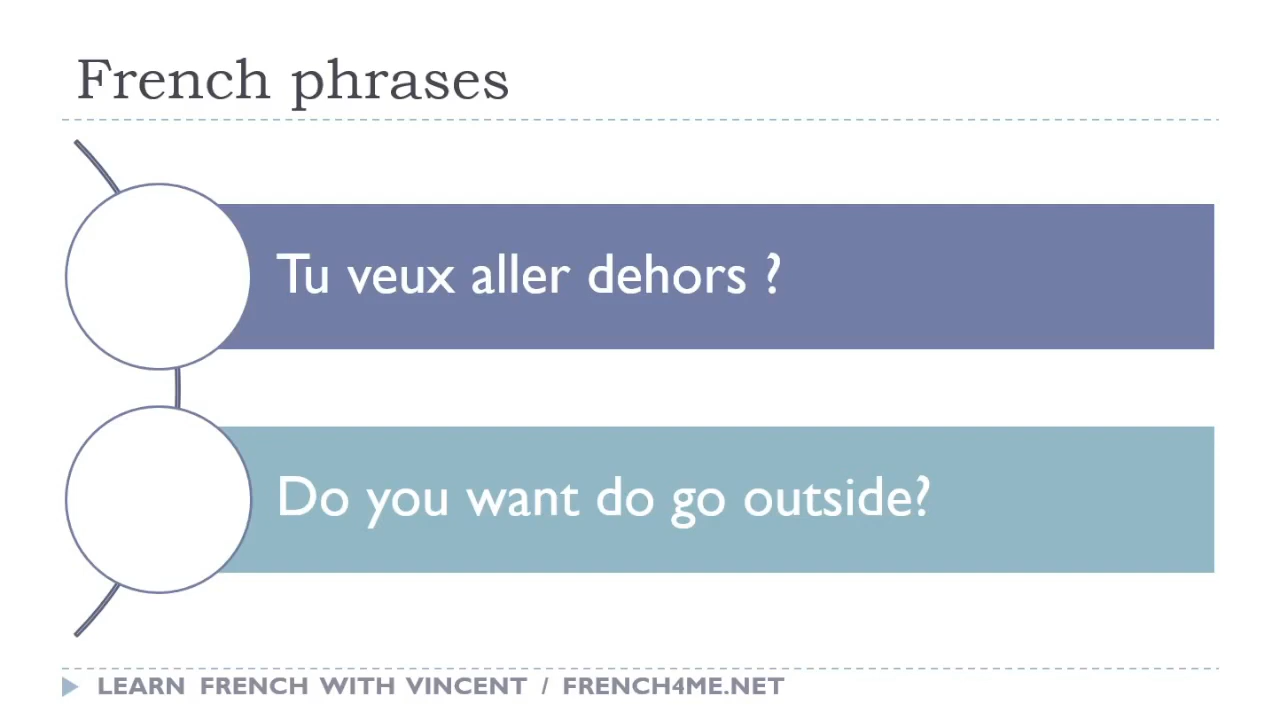 French phrases
Tu veux aller dehors ?
Do you want do go outside?
LEARN FRENCH WITH VINCENT / FRENCH4ME.NET